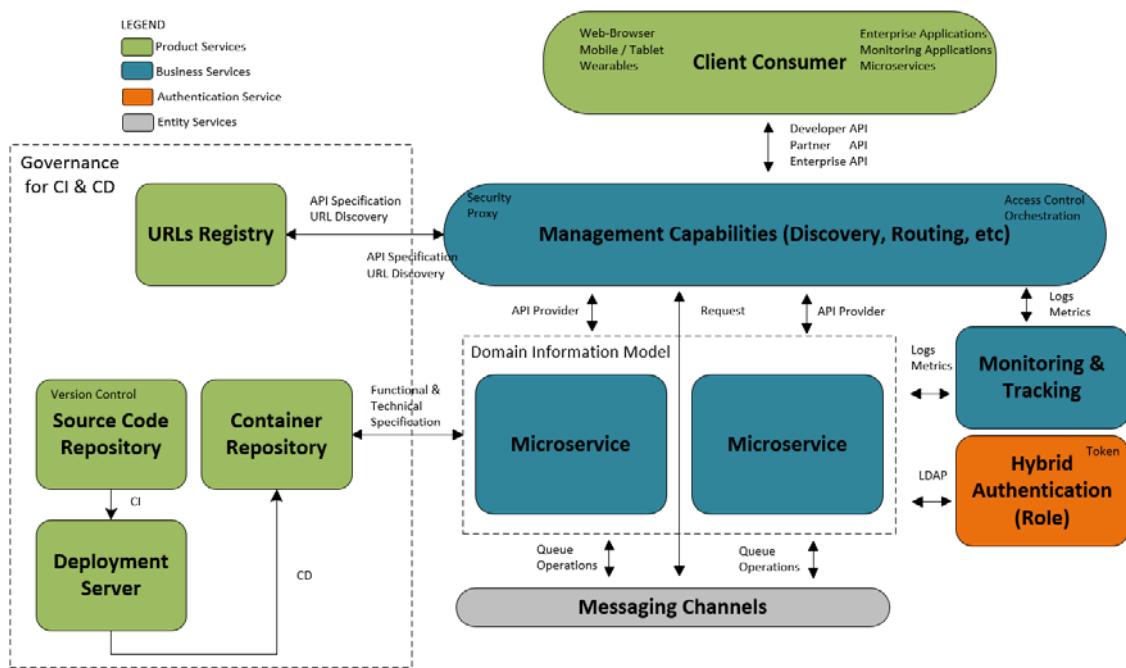 LEGEND
Product Services
Business Services
Authentication Service
Entity Services
Web-Browser
Mobile / Tablet
Wearables
Client Consumer
Enterprise Applications
Monitoring Applications
Microservices
Developer API
Partner API
Enterprise API
Governance
for CI & CD
URLs Registry
API Specification
URL Discovery
API Specification
URL Discovery
Security
Proxy
Management Capabilities (Discovery, Routing, etc)
Access Control
Orchestration
API Provider
Request
API Provider
Logs
Metrics
Domain Information Model
Microservice
Microservice
Logs
Metrics
Monitoring &
Tracking
Version Control
Source Code
Repository
Container
Repository
Functional &
Technical
Specification
CI
Deployment
Server
CD
LDAP
Token
Hybrid
Authentication
(Role)
Queue
Operations
Queue
Operations
Messaging Channels